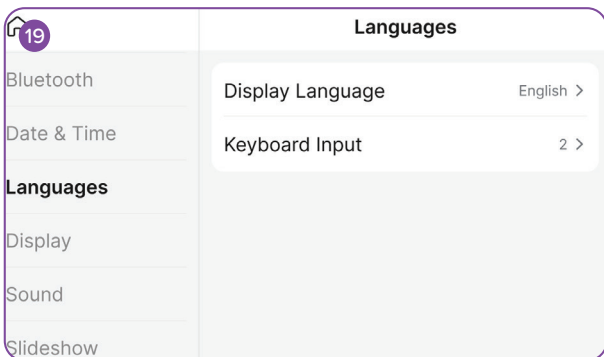 19
Languages
Bluetooth
Date & Time
Languages
Display
Sound
Slideshow
Display Language English >
Keyboard Input 2 >